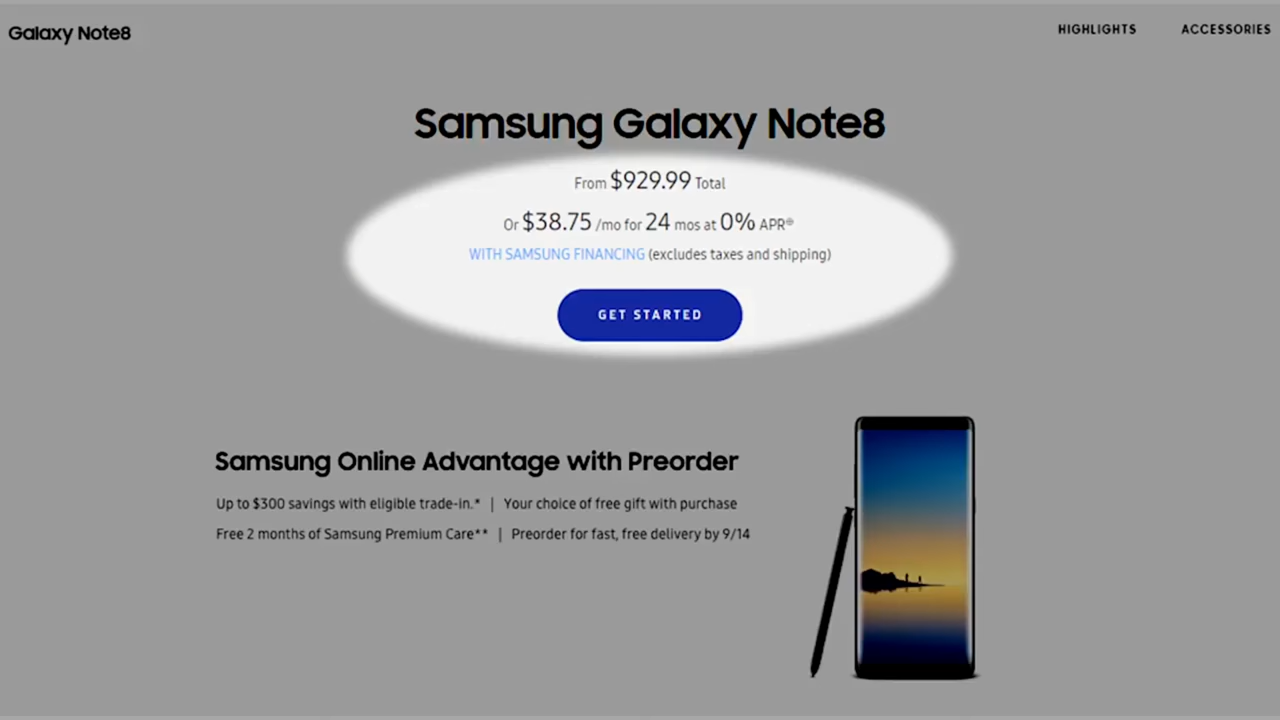 Galaxy Note8
HIGHLIGHTS
ACCESSORIES
Samsung Galaxy Note8
From $929.99 Total
Or $38.75 /mo for 24 mos at 0% APR⊕
WITH SAMSUNG FINANCING (excludes taxes and shipping)
GET STARTED
Samsung Online Advantage with Preorder
Up to $300 savings with eligible trade-in.* | Your choice of free gift with purchase
Free 2 months of Samsung Premium Care** | Preorder for fast, free delivery by 9/14